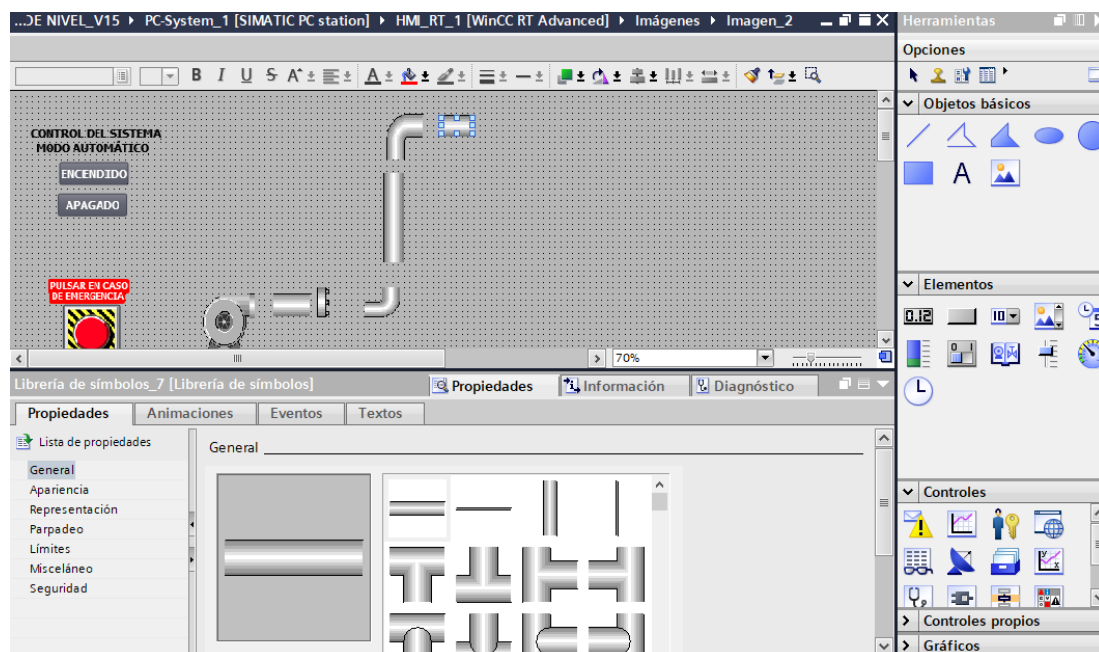 ...DE NIVEL_V15 ▸ PC-System_1 [SIMATIC PC station] ▸ HMI_RT_1 [WinCC RT Advanced] ▸ Imágenes ▸ Imagen_2
Herramientas
Opciones
B I U S A
Objetos básicos
A
CONTROL DEL SISTEMA
MODO AUTOMÁTICO
ENCENDIDO
APAGADO
PULSAR EN CASO
DE EMERGENCIA
70%
Elementos
0.12
10
Librería de símbolos_7 [Librería de símbolos]
Propiedades
Información
Diagnóstico
Propiedades
Animaciones
Eventos
Textos
Lista de propiedades
General
General
Apariencia
Representación
Parpadeo
Límites
Misceláneo
Seguridad
Controles
Controles propios
Gráficos